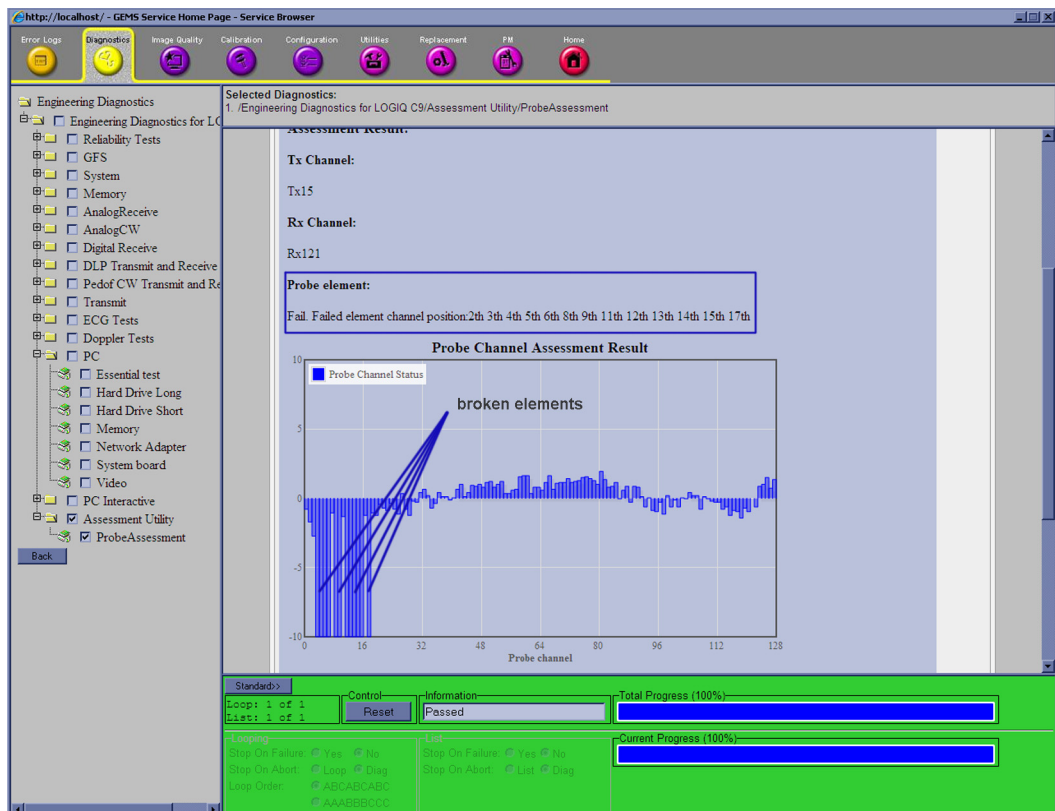 http://localhost/ - GEMS Service Home Page - Service Browser
Error Logs Diagnostics Image Quality Calibration Configuration Utilities Replacement PM Home
Selected Diagnostics:
1. /Engineering Diagnostics for LOGIQ C9/Assessment Utility/ProbeAssessment
Engineering Diagnostics
Engineering Diagnostics for LO
Reliability Tests
GFS
System
Memory
AnalogReceive
AnalogCW
Digital Receive
DLP Transmit and Receive
Pedof CW Transmit and Re
Transmit
ECG Tests
Doppler Tests
PC
Essential test
Hard Drive Long
Hard Drive Short
Memory
Network Adapter
System board
Video
PC Interactive
Assessment Utility
ProbeAssessment
Back
Assessment Result:
Tx Channel:
Tx15
Rx Channel:
Rx121
Probe element:
Fail. Failed element channel position:2th 3th 4th 5th 6th 8th 9th 11th 12th 13th 14th 15th 17th
Probe Channel Assessment Result
Probe Channel Status
broken elements
10
5
0
-5
-10
0 16 32 48 64 80 96 112 128
Probe channel
Standard>>
Loop: 1 of 1
List: 1 of 1
Control
Reset
Information
Passed
Total Progress (100%)
Current Progress (100%)
Looping
Stop On Failure: Yes No
Stop On Abort: Loop Diag
Loop Order: ABCABCABC
AAABBBCCC
List
Stop On Failure: Yes No
Stop On Abort: List Diag